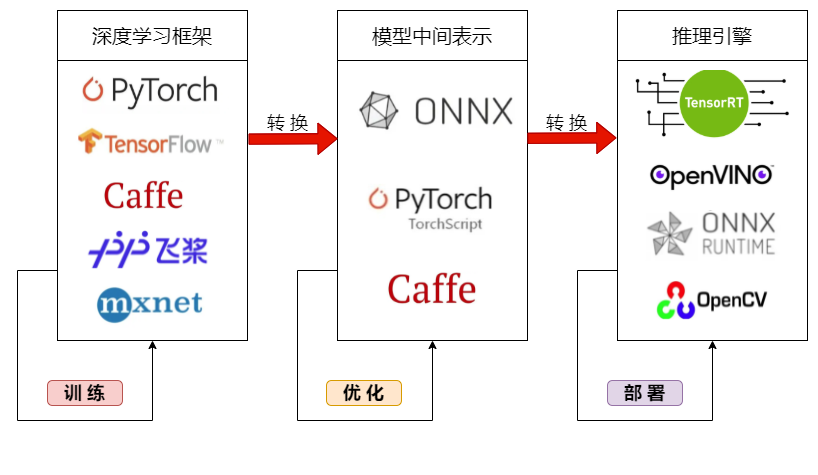 深度学习框架
PyTorch
TensorFlow™
Caffe
飞桨
mxnet
训 练
转 换
模型中间表示
ONNX
PyTorch
TorchScript
Caffe
优 化
转 换
推理引擎
TensorRT
OpenVINO™
ONNX
RUNTIME
OpenCV
部 署